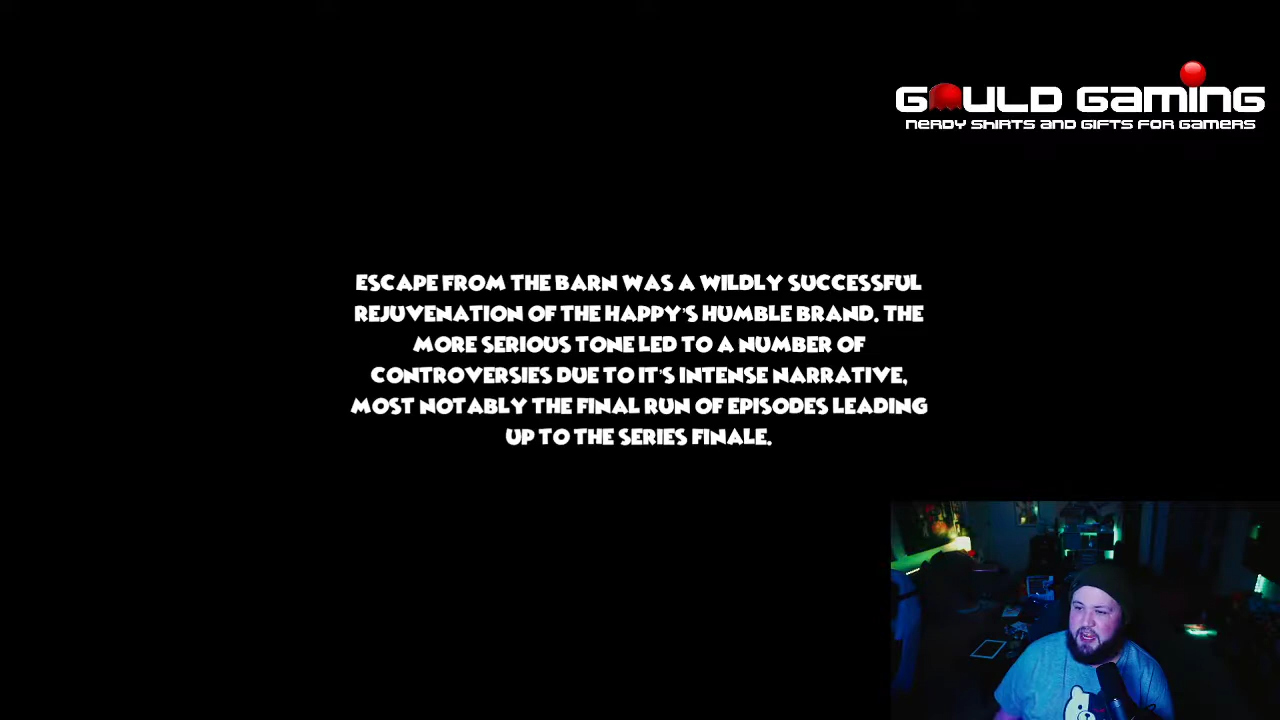 GOULD GAMING
NERDY SHIRTS AND GIFTS FOR GAMERS
ESCAPE FROM THE BARN WAS A WILDLY SUCCESSFUL
REJUVENATION OF THE HAPPY'S HUMBLE BRAND. THE
MORE SERIOUS TONE LED TO A NUMBER OF
CONTROVERSIES DUE TO IT'S INTENSE NARRATIVE,
MOST NOTABLY THE FINAL RUN OF EPISODES LEADING
UP TO THE SERIES FINALE.